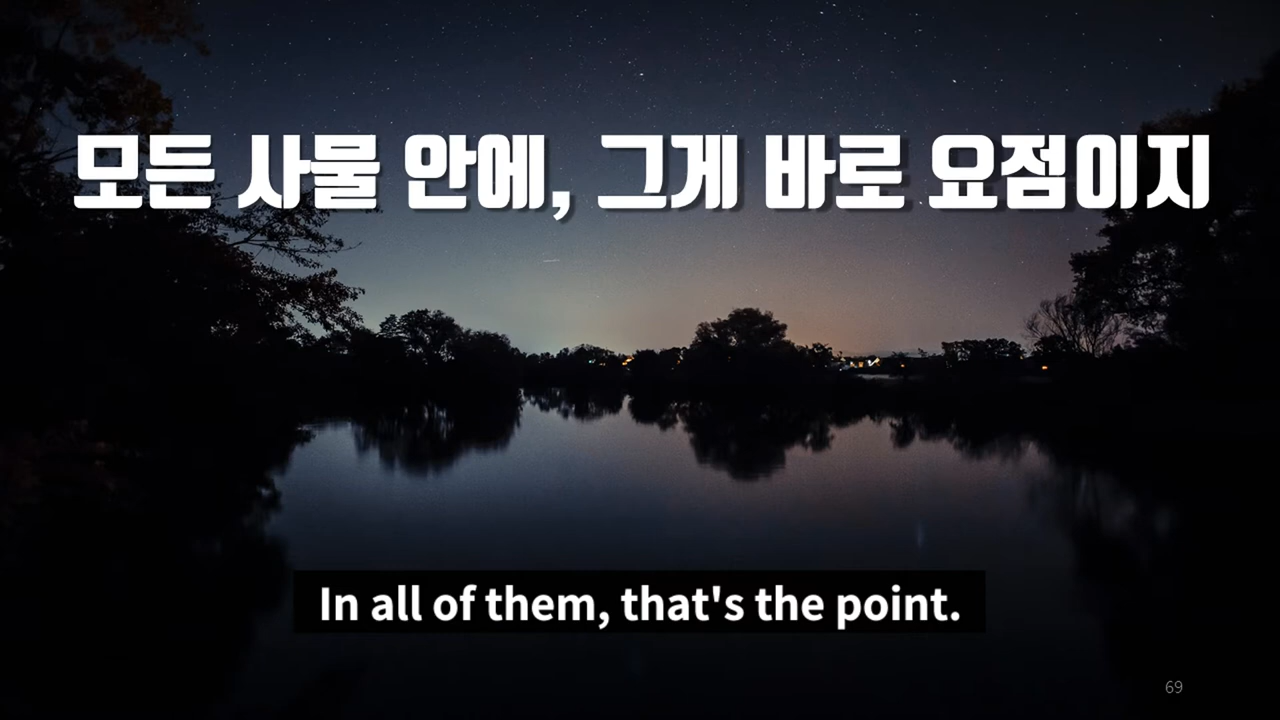 모든 사물 안에, 그게 바로 요점이지
In all of them, that's the point.
69